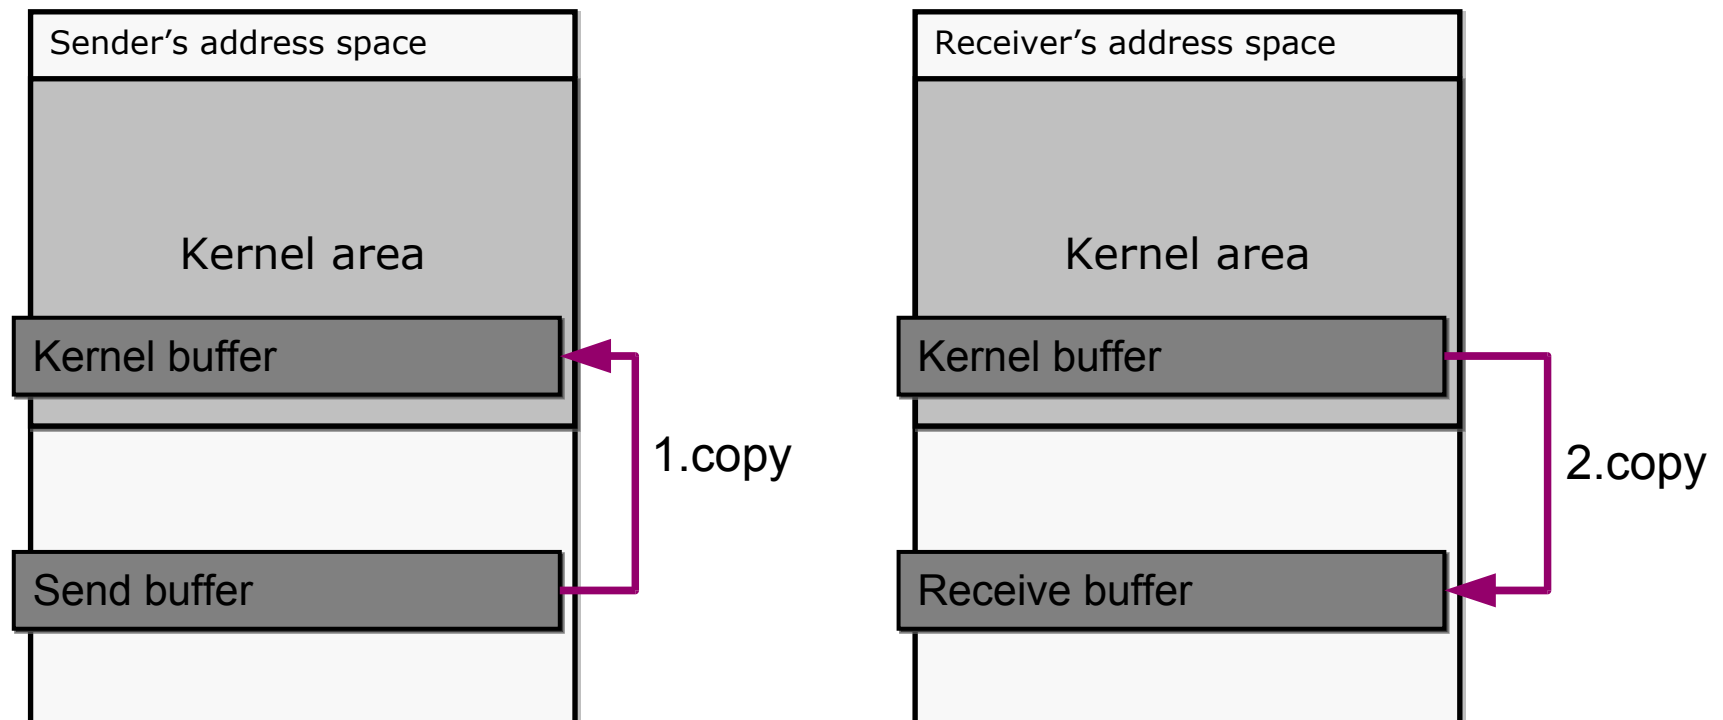 Sender’s address space
Kernel area
Kernel buffer
1.copy
Send buffer
Receiver’s address space
Kernel area
Kernel buffer
2.copy
Receive buffer